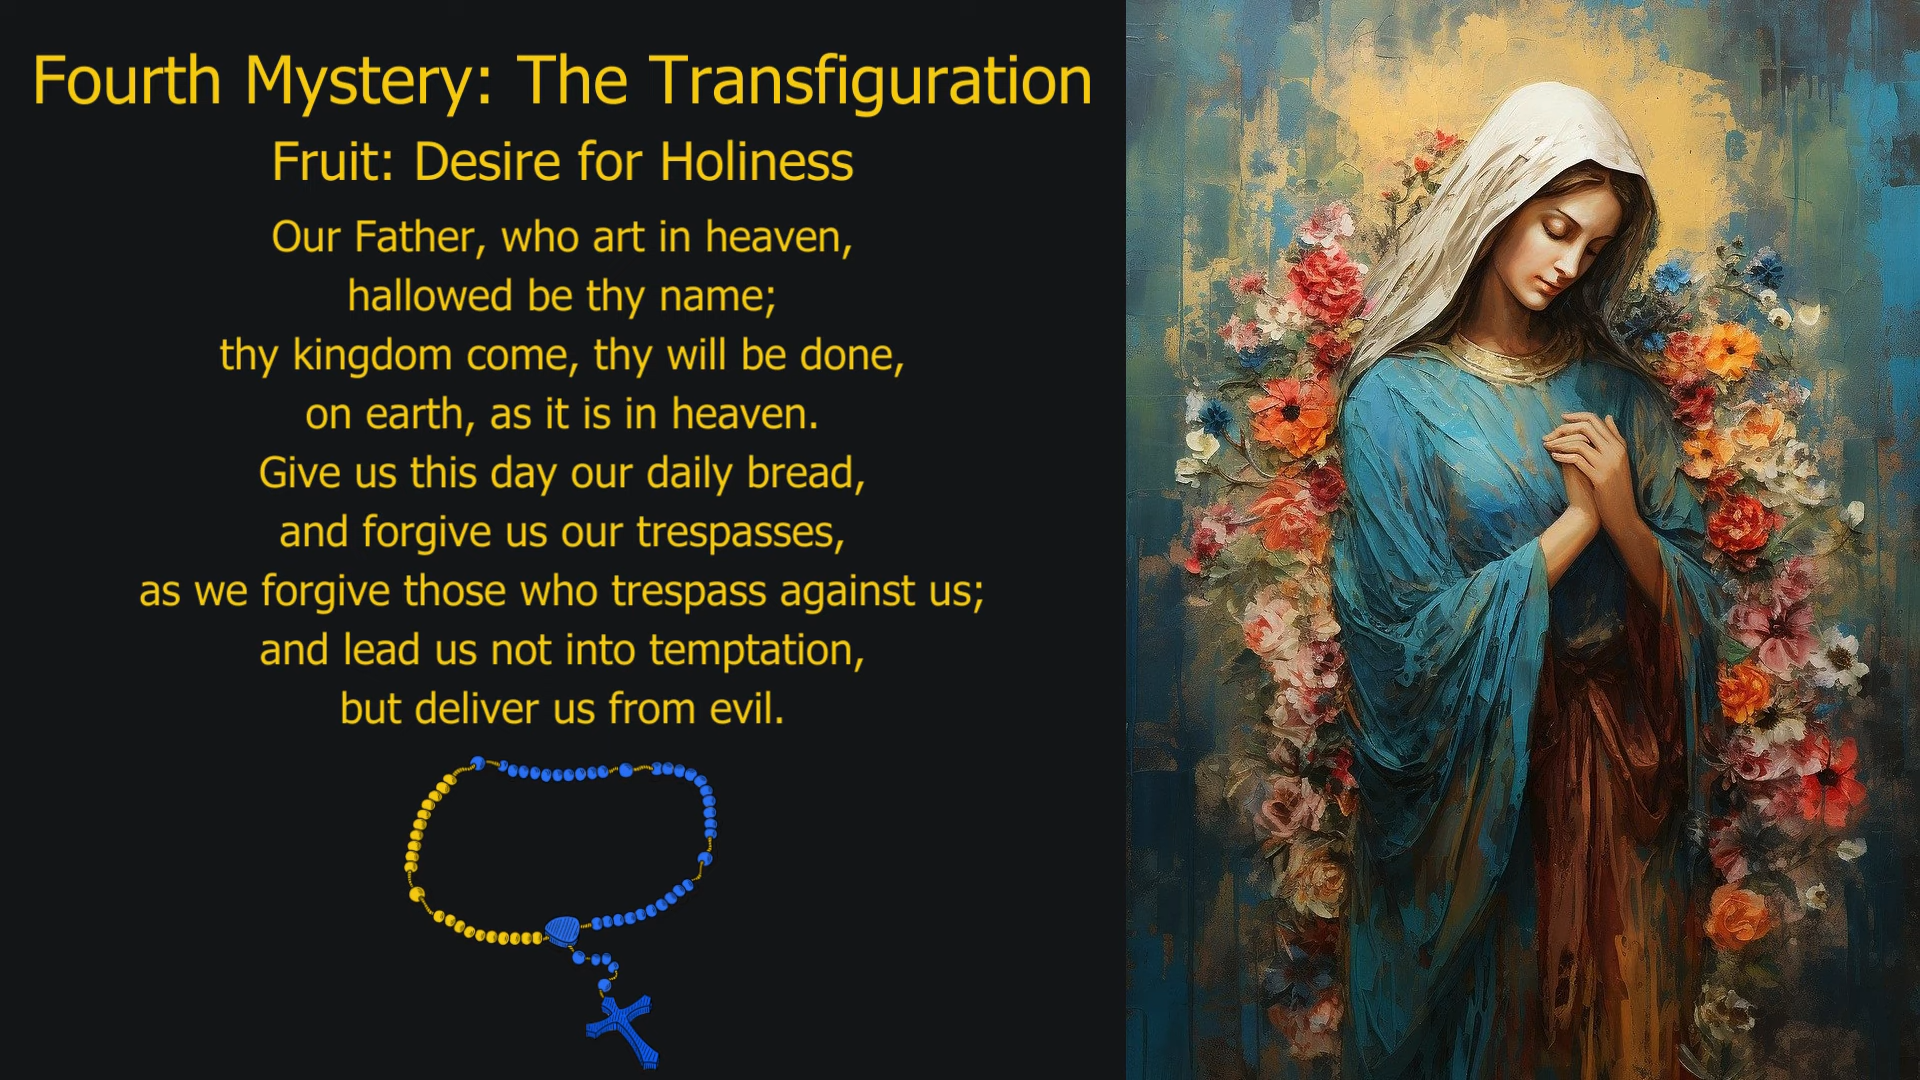 Fourth Mystery: The Transfiguration
Fruit: Desire for Holiness
Our Father, who art in heaven,
hallowed be thy name;
thy kingdom come, thy will be done,
on earth, as it is in heaven.
Give us this day our daily bread,
and forgive us our trespasses,
as we forgive those who trespass against us;
and lead us not into temptation,
but deliver us from evil.